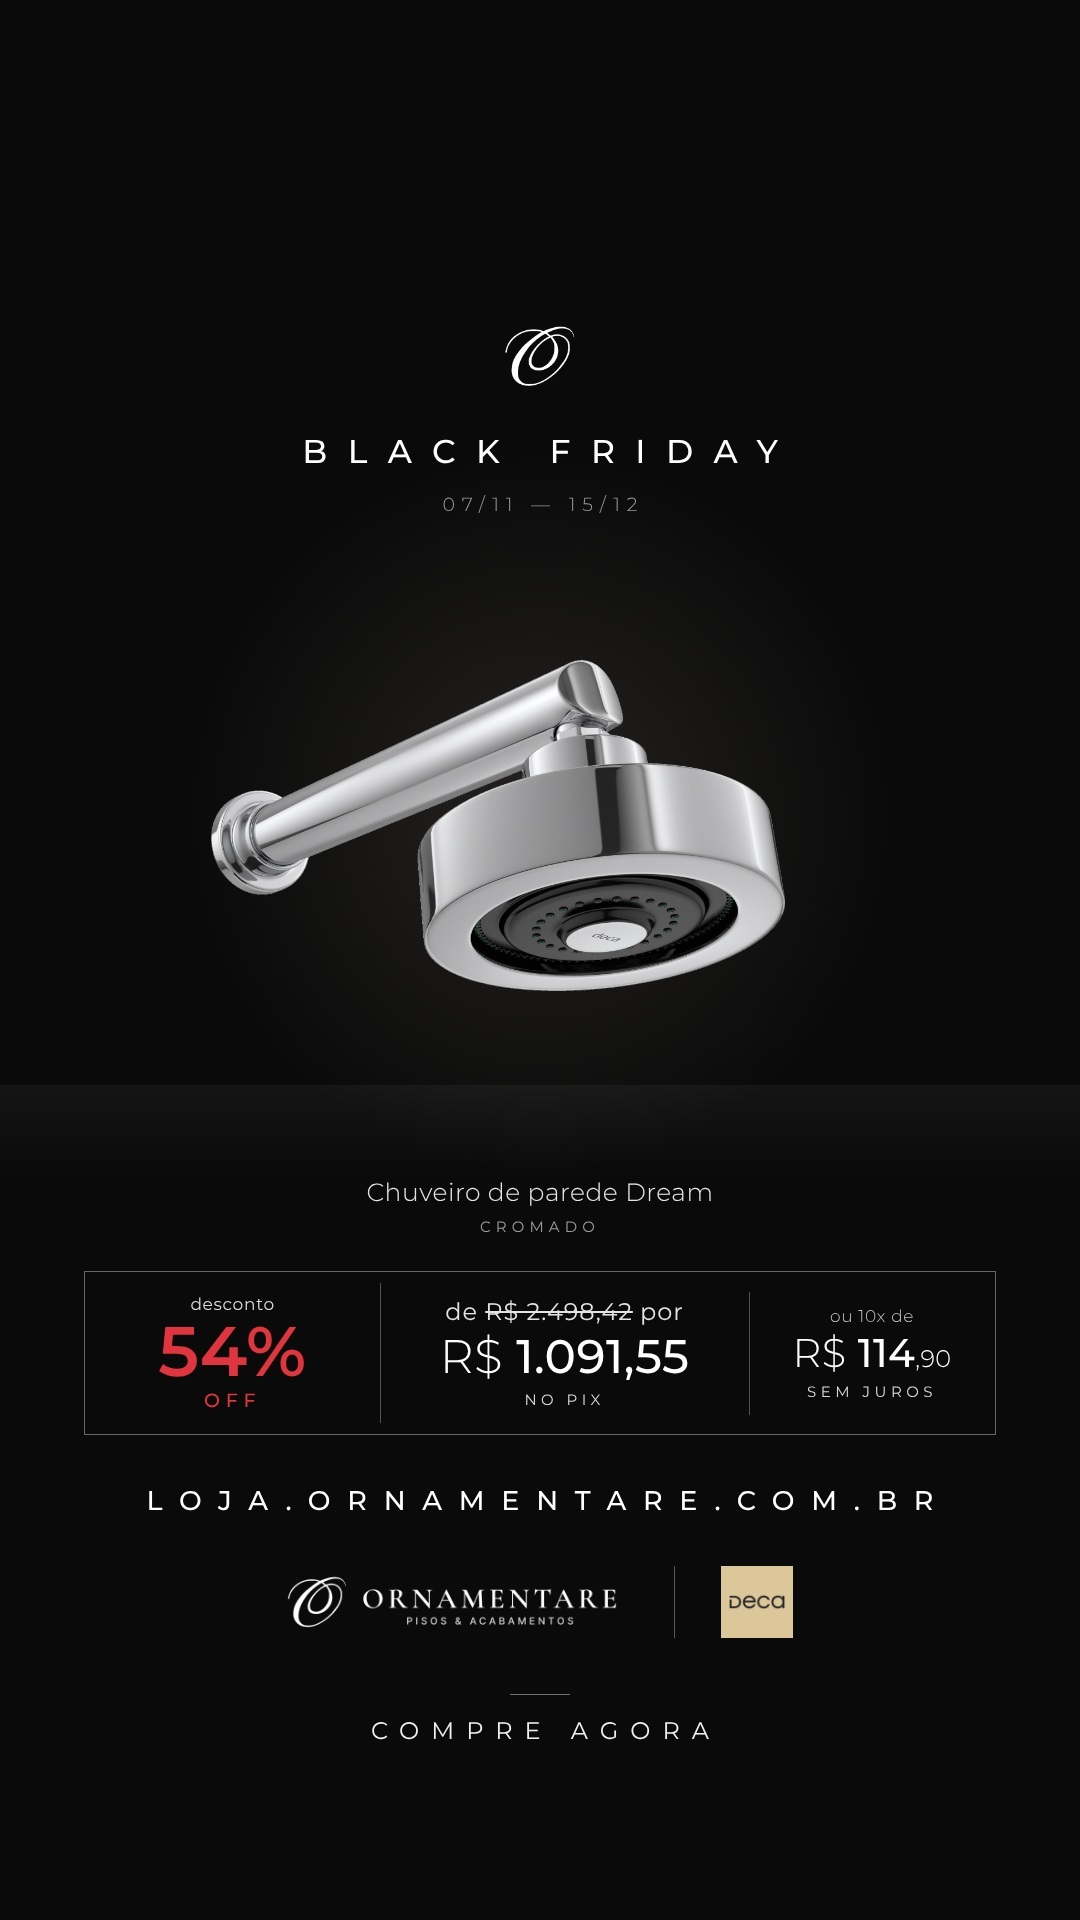 BLACK FRIDAY
07/11 — 15/12
deca
Chuveiro de parede Dream
CROMADO
desconto
54%
OFF
de R$ 2.498,42 por
R$ 1.091,55
NO PIX
ou 10x de
R$ 114,90
SEM JUROS
LOJA.ORNAMENTARE.COM.BR
O ORNAMENTARE
PISOS & ACABAMENTOS
Deca
COMPRE AGORA